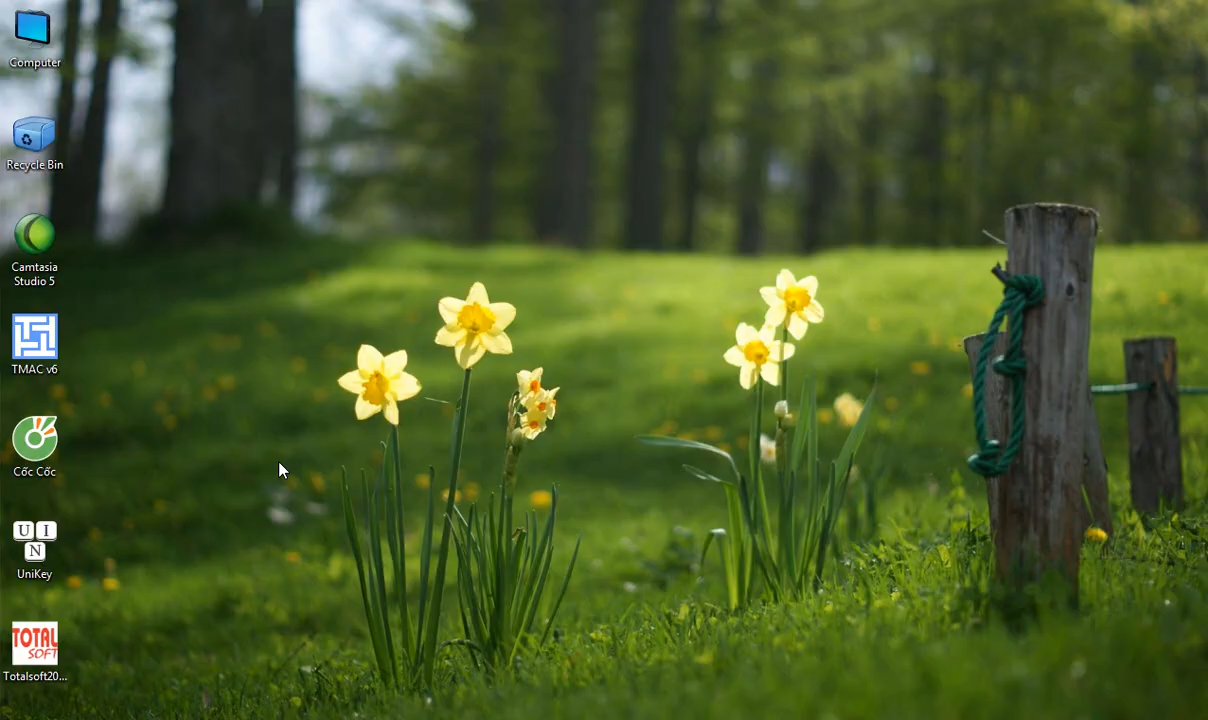 Computer
Recycle Bin
Camtasia
Studio 5
TMAC v6
Cốc Cốc
U I
N
UniKey
TOTAL
SOFT
Totalsoft20...